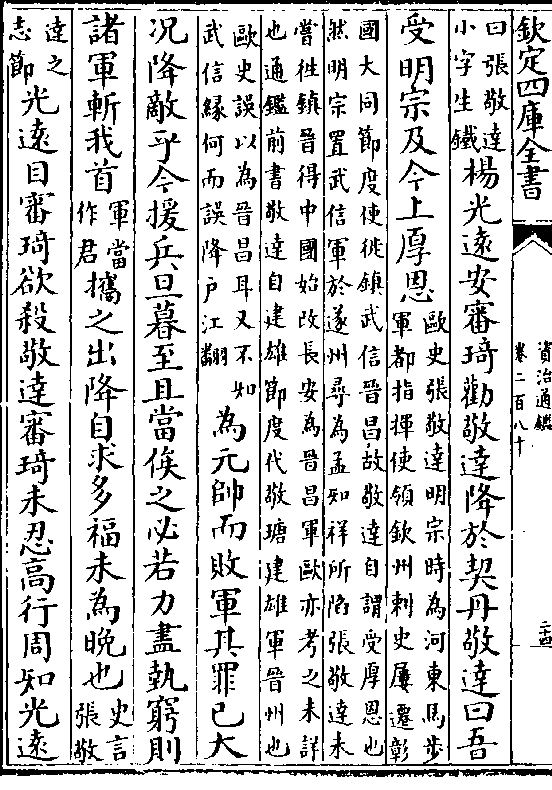 欽定四庫全書
資治通鑑
卷二百八十
二十四
曰張敬達
小字生鐵
楊光遠安審琦勸敬達降於契丹敬達曰吾
受明宗及今上厚恩
歐史張敬達明宗時為河東馬步
軍都指揮使領欽州刺史屢遷彰
國大同節度使徙鎮武信晉昌故敬達自謂受厚恩也
然明宗置武信軍於遂州尋為孟知祥所陷張敬達未
嘗徃鎮晉得中國始改長安為晉昌軍歐亦考之未詳
也通鑑前書敬達自建雄節度代敬瑭建雄軍晉州也
歐史誤以為晉昌耳又不知
武信縁何而誤降户江翻
為元帥而敗軍其罪已大
况降敵乎今援兵旦暮至且當俟之必若力盡執窮則
諸軍斬我首
軍當
作君
攜之出降自求多福未為晚也
史言
張敬
達之
志節
光遠目審琦欲殺敬達審琦未忍高行周知光遠